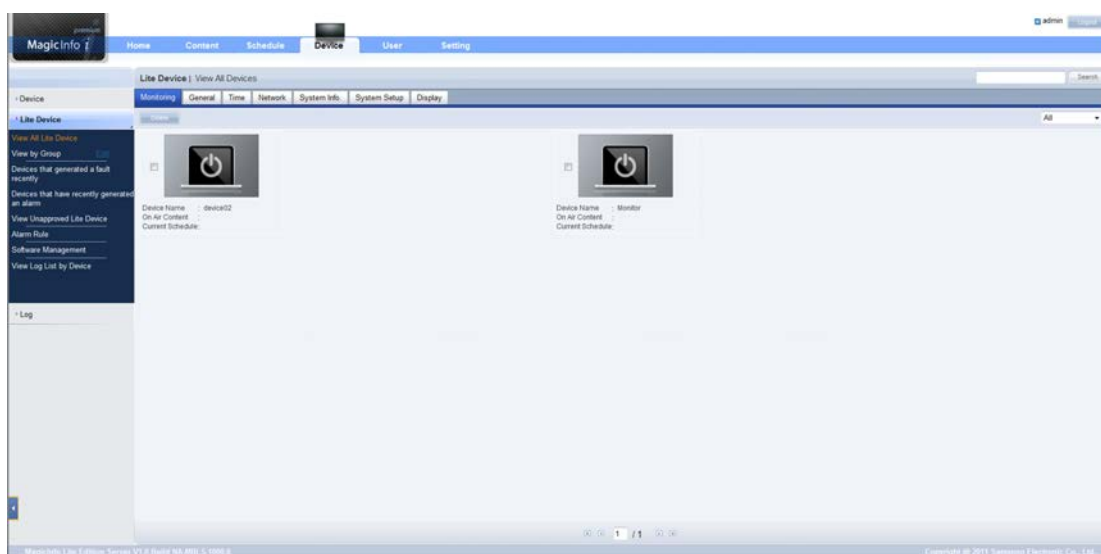 premium
MagicInfo i
admin
Logout
Home Content Schedule Device User Setting
Lite Device | View All Devices
Search
Device
Monitoring General Time Network System Info System Setup Display
Lite Device
All
View All Lite Device
View by Group Edit
Devices that generated a fault
recently
Devices that have recently generated
an alarm
View Unapproved Lite Device
Alarm Rule
Software Management
View Log List by Device
Log
Device Name : device02
On Air Content :
Current Schedule:
Device Name : Monitor
On Air Content :
Current Schedule:
1 / 1